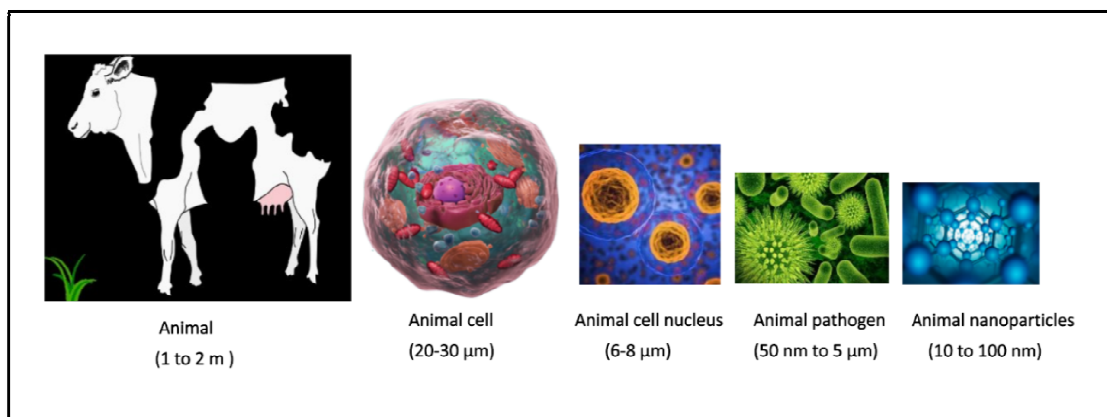 Animal
(1 to 2 m )
Animal cell
(20-30 µm)
Animal cell nucleus
(6-8 µm)
Animal pathogen
(50 nm to 5 µm)
Animal nanoparticles
(10 to 100 nm)